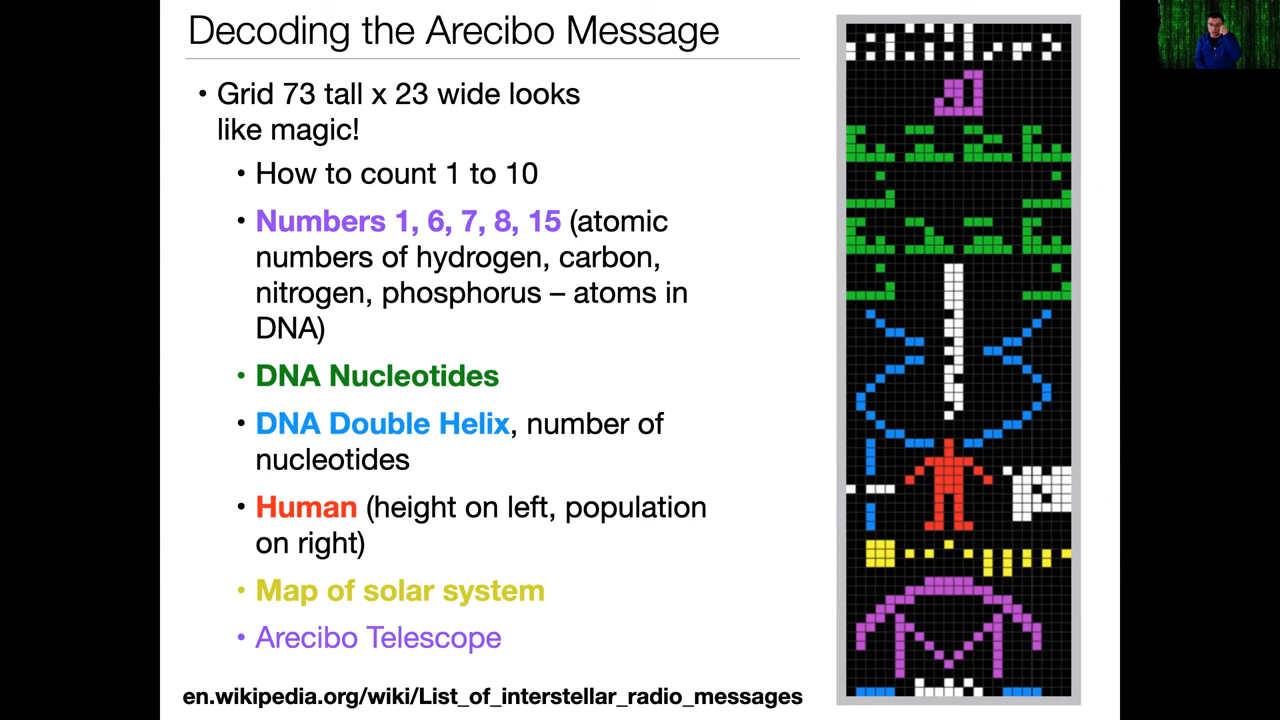 Decoding the Arecibo Message
• Grid 73 tall x 23 wide looks
like magic!
• How to count 1 to 10
• Numbers 1, 6, 7, 8, 15 (atomic
numbers of hydrogen, carbon,
nitrogen, phosphorus – atoms in
DNA)
• DNA Nucleotides
• DNA Double Helix, number of
nucleotides
• Human (height on left, population
on right)
• Map of solar system
• Arecibo Telescope
en.wikipedia.org/wiki/List_of_interstellar_radio_messages